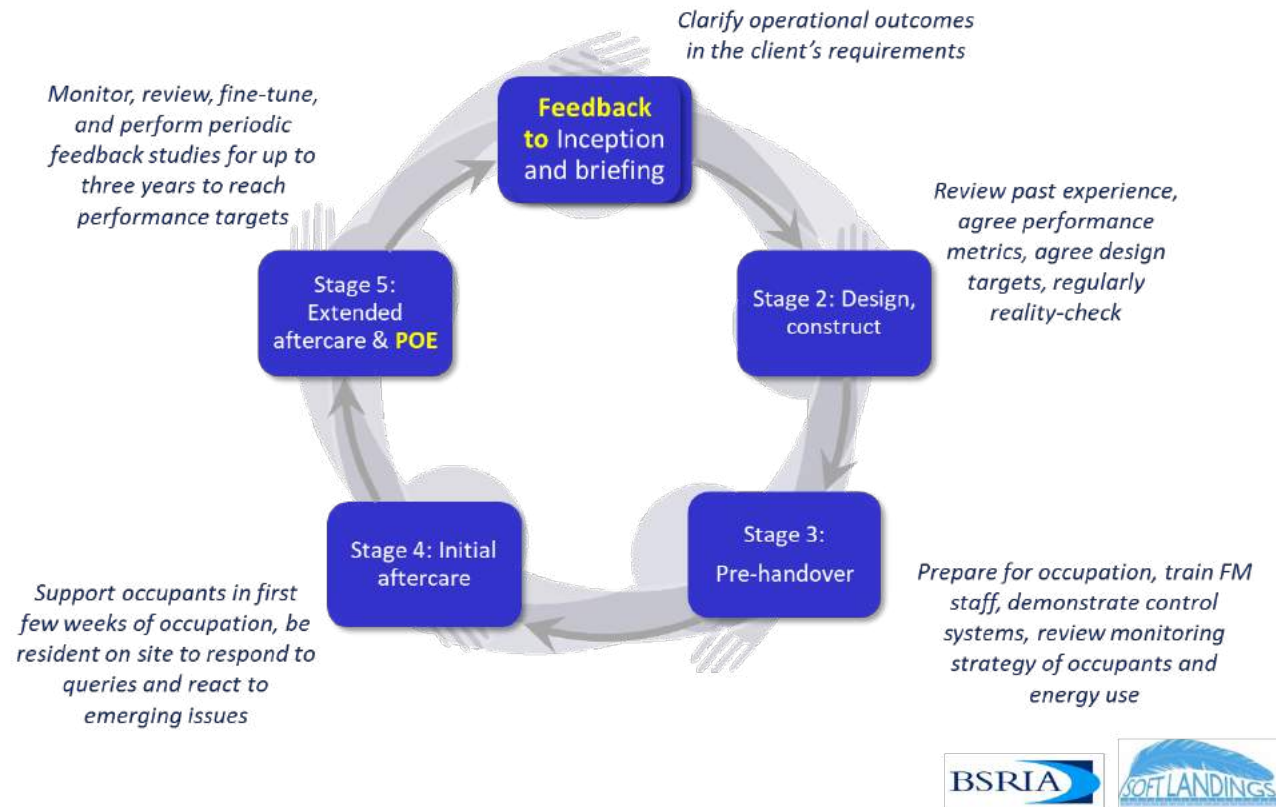 Clarify operational outcomes
in the client's requirements
Feedback
to Inception
and briefing
Monitor, review, fine-tune,
and perform periodic
feedback studies for up to
three years to reach
performance targets
Review past experience,
agree performance
metrics, agree design
targets, regularly
reality-check
Stage 2: Design,
construct
Stage 5:
Extended
aftercare & POE
Stage 3:
Pre-handover
Stage 4: Initial
aftercare
Prepare for occupation, train FM
staff, demonstrate control
systems, review monitoring
strategy of occupants and
energy use
Support occupants in first
few weeks of occupation, be
resident on site to respond to
queries and react to
emerging issues
BSRIA
SOFT LANDINGS